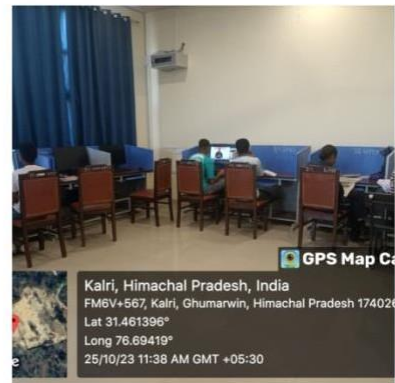 GPS Map Ca
Kalri, Himachal Pradesh, India
FM6V+567, Kalri, Ghumarwin, Himachal Pradesh 174026
Lat 31.461396°
Long 76.69419°
25/10/23 11:38 AM GMT +05:30
e